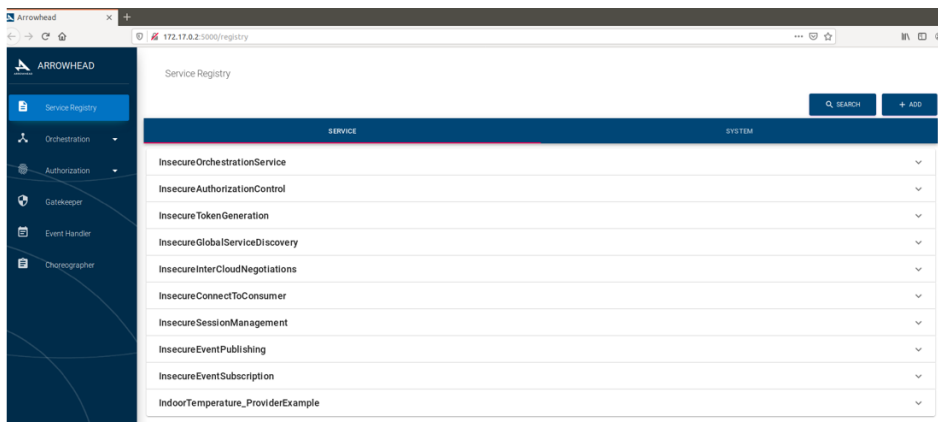 Arrowhead
172.17.0.2:5000/registry
ARROWHEAD
Service Registry
Orchestration
Authorization
Gatekeeper
Event Handler
Choreographer
Service Registry
SEARCH
+ ADD
SERVICE SYSTEM
InsecureOrchestrationService
InsecureAuthorizationControl
InsecureTokenGeneration
InsecureGlobalServiceDiscovery
InsecureInterCloudNegotiations
InsecureConnectToConsumer
InsecureSessionManagement
InsecureEventPublishing
InsecureEventSubscription
IndoorTemperature_ProviderExample